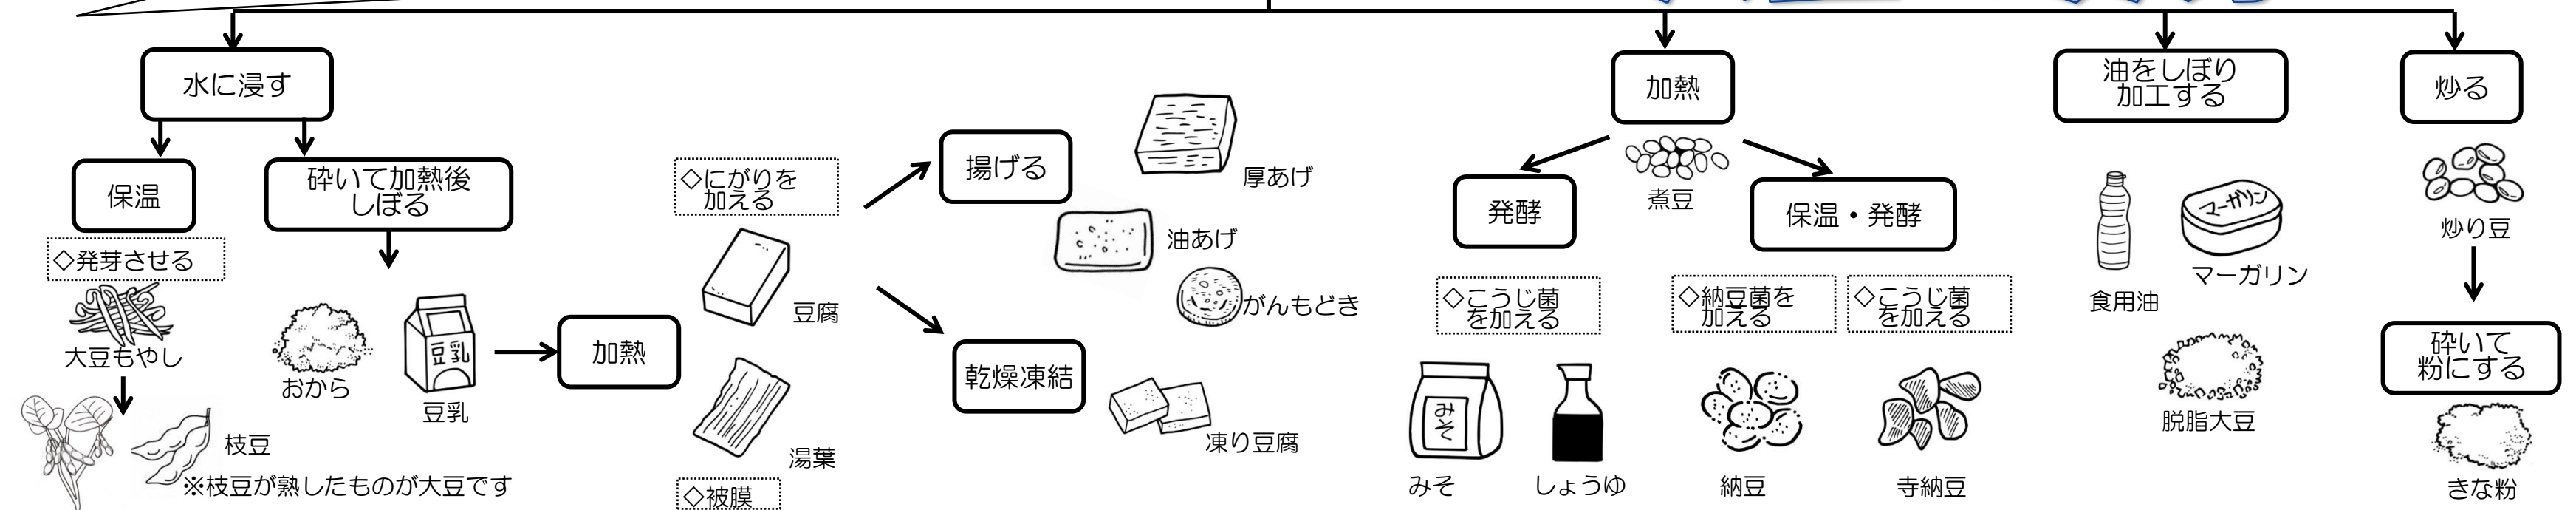 水に浸す
保温
◇発芽させる
大豆もやし
枝豆
※枝豆が熟したものが大豆です
砕いて加熱後
しぼる
おから
豆乳
豆乳
加熱
◇にがりを
加える
豆腐
湯葉
◇被膜
揚げる
厚あげ
油あげ
がんもどき
乾燥凍結
凍り豆腐
加熱
煮豆
発酵
◇こうじ菌
を加える
みそ
みそ
しょうゆ
保温・発酵
◇納豆菌を
加える
納豆
◇こうじ菌
を加える
寺納豆
油をしぼり
加工する
食用油
マーガリン
マーガリン
脱脂大豆
炒る
炒り豆
砕いて
粉にする
きな粉